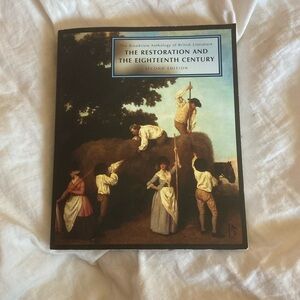 The Broadview Anthology of British Literature
THE RESTORATION AND
THE EIGHTEENTH CENTURY
SECOND EDITION